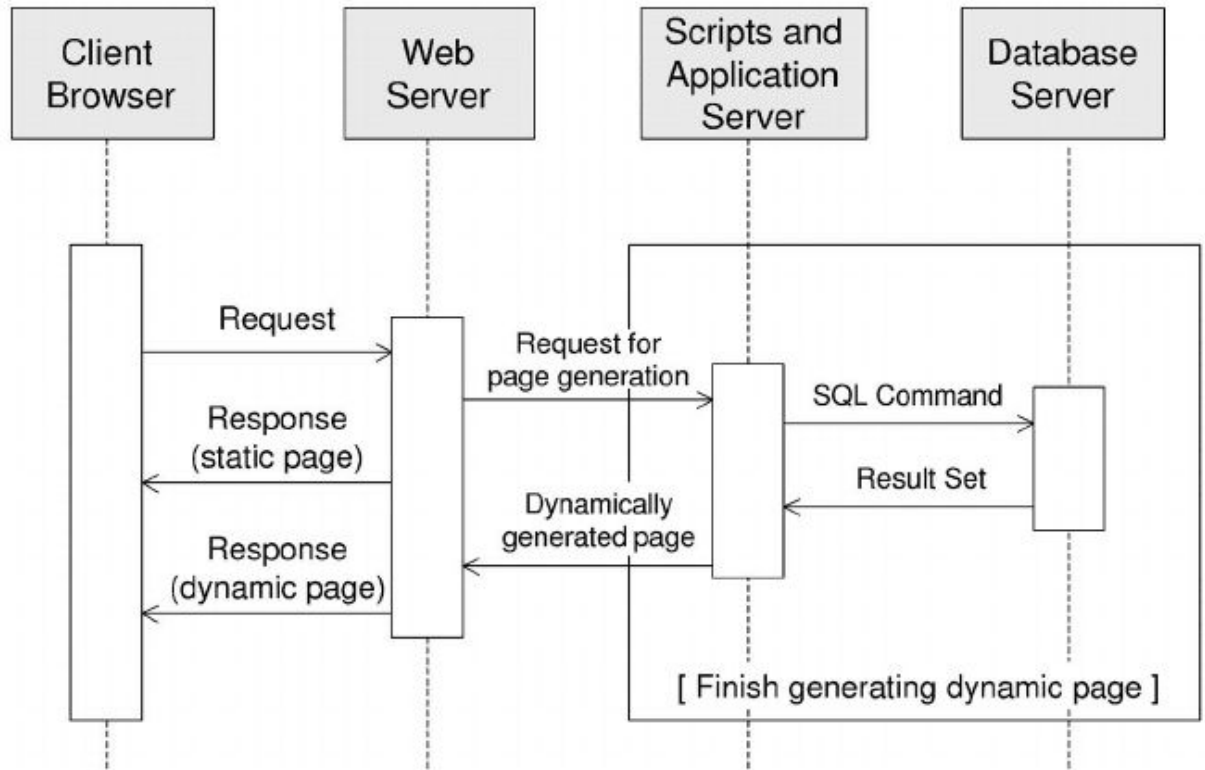 Client
Browser
Web
Server
Scripts and
Application
Server
Database
Server
Request
Request for
page generation
SQL Command
Response
(static page)
Result Set
Dynamically
generated page
Response
(dynamic page)
[ Finish generating dynamic page ]